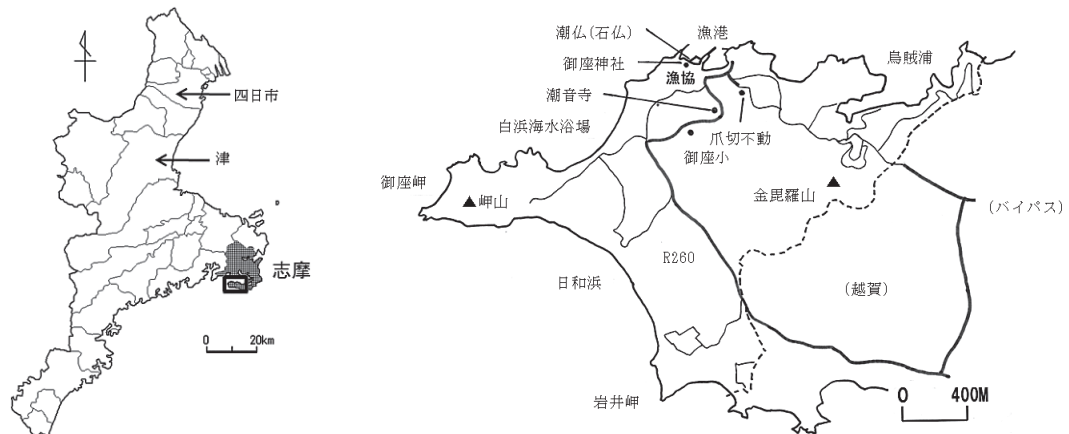 四日市
津
志摩
0 20km
潮仏(石仏)
漁港
御座神社
漁協
烏賊浦
潮音寺
白浜海水浴場
爪切不動
御座小
御座岬
岬山
金毘羅山
(バイパス)
R260
日和浜
(越賀)
岩井岬
0 400M